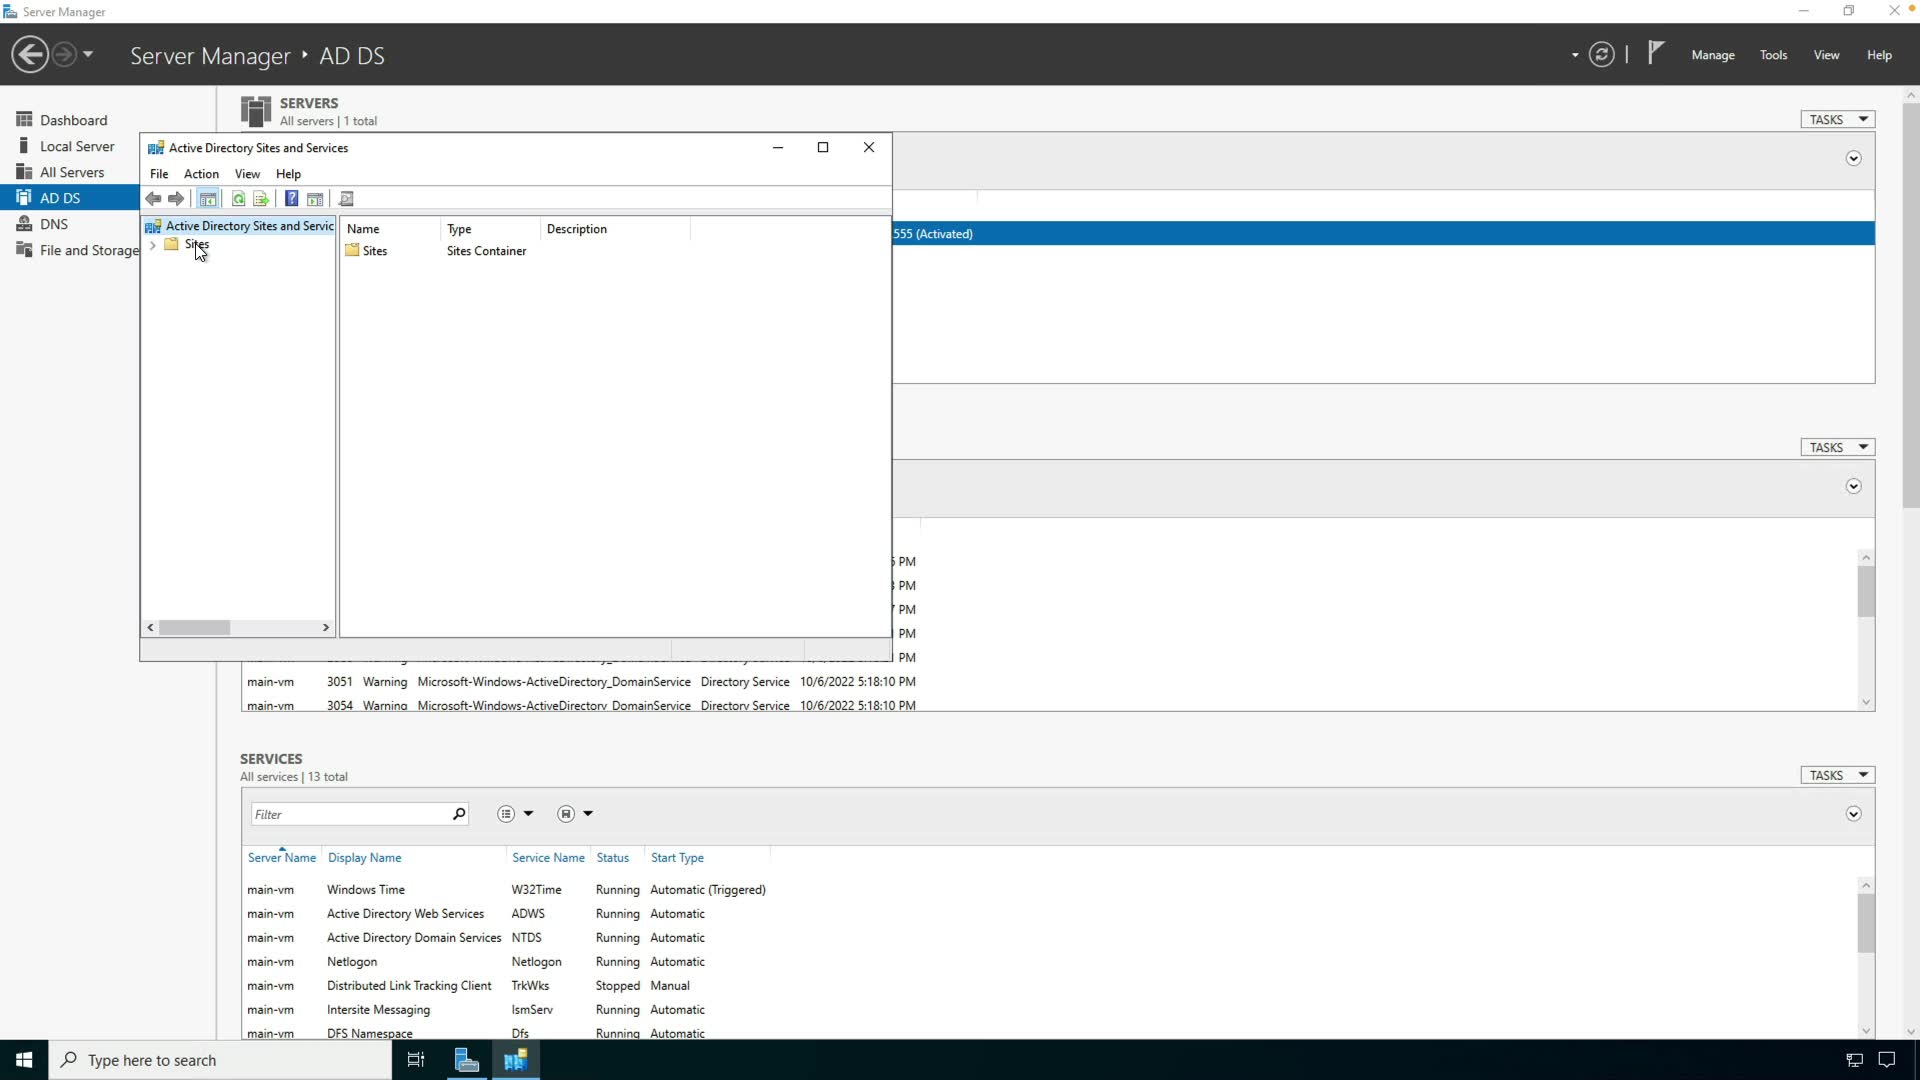 Server Manager
Server Manager ‣ AD DS
Manage Tools View Help
Dashboard
Local Server
All Servers
AD DS
DNS
File and Storage
SERVERS
All servers | 1 total
TASKS
Active Directory Sites and Services
File Action View Help
Active Directory Sites and Servic
Sites
Name Type Description
Sites Sites Container
555 (Activated)
TASKS
PM
PM
PM
PM
PM
main-vm 3051 Warning Microsoft-Windows-ActiveDirectory_DomainService Directory Service 10/6/2022 5:18:10 PM
main-vm 3054 Warning Microsoft-Windows-ActiveDirectory_DomainService Directory Service 10/6/2022 5:18:10 PM
SERVICES
All services | 13 total
TASKS
Filter
Server Name Display Name Service Name Status Start Type
main-vm Windows Time W32Time Running Automatic (Triggered)
main-vm Active Directory Web Services ADWS Running Automatic
main-vm Active Directory Domain Services NTDS Running Automatic
main-vm Netlogon Netlogon Running Automatic
main-vm Distributed Link Tracking Client TrkWks Stopped Manual
main-vm Intersite Messaging IsmServ Running Automatic
main-vm DFS Namespace Dfs Running Automatic
Type here to search